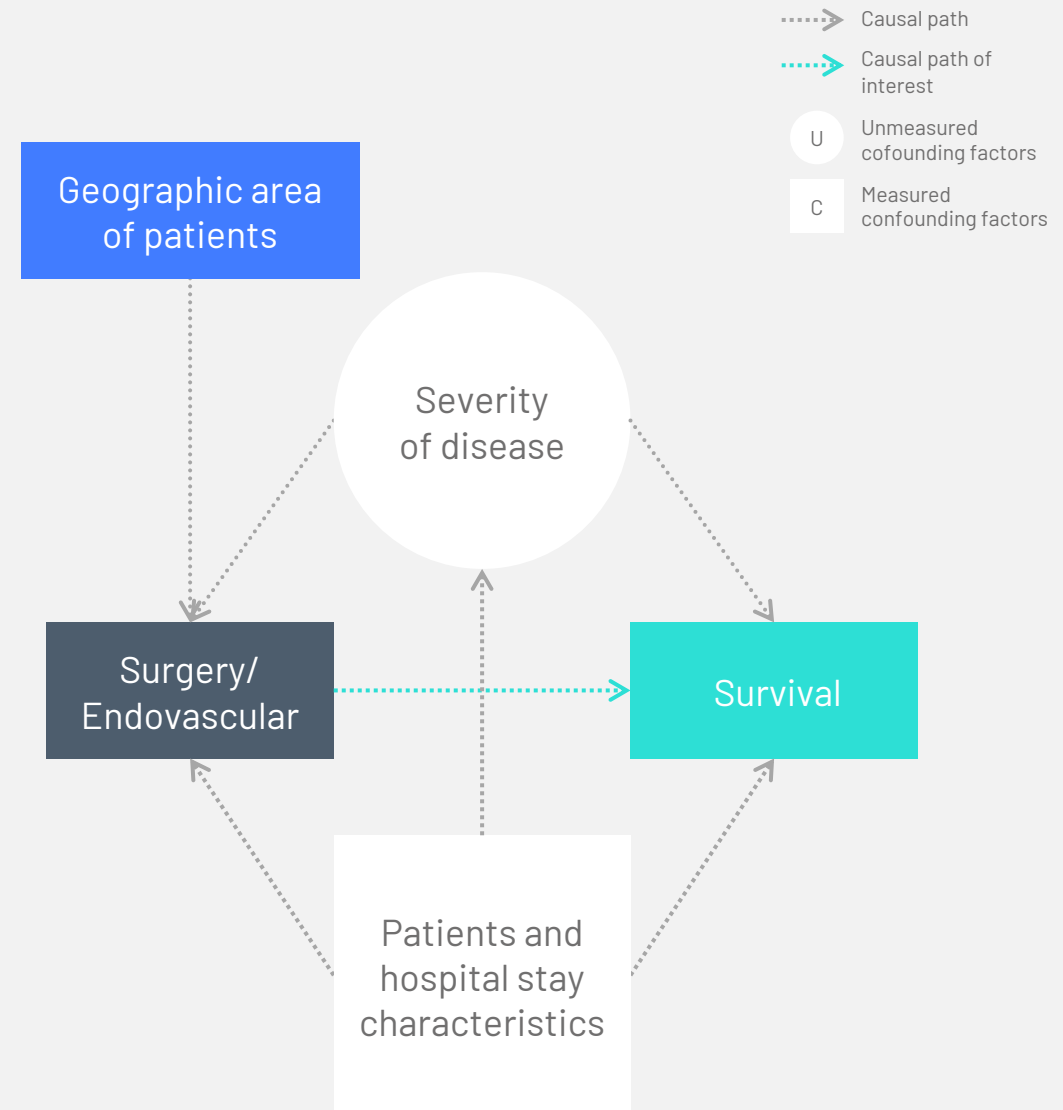 Causal path
Causal path of
interest
U
Unmeasured
cofounding factors
C
Measured
confounding factors
Geographic area
of patients
Severity
of disease
Surgery/
Endovascular
Survival
Patients and
hospital stay
characteristics